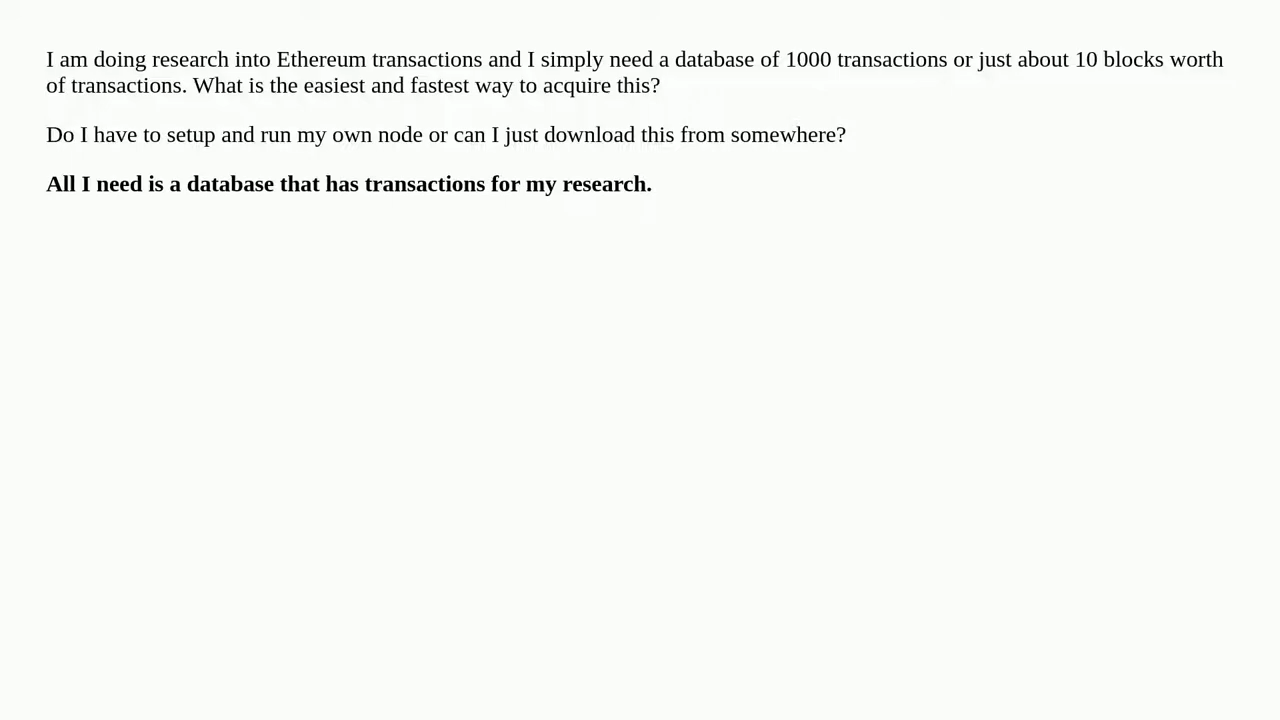 I am doing research into Ethereum transactions and I simply need a database of 1000 transactions or just about 10 blocks worth
of transactions. What is the easiest and fastest way to acquire this?
Do I have to setup and run my own node or can I just download this from somewhere?
All I need is a database that has transactions for my research.